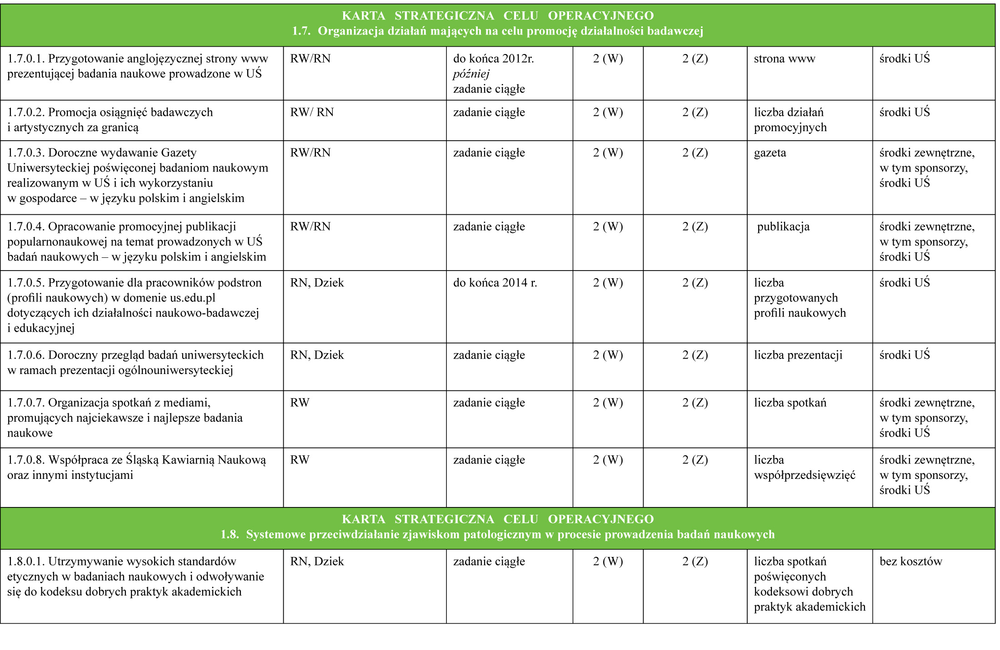 KARTA STRATEGICZNA CELU OPERACYJNEGO
1.7. Organizacja działań mających na celu promocję działalności badawczej
1.7.0.1. Przygotowanie anglojęzycznej strony www
prezentującej badania naukowe prowadzone w UŚ
RW/RN
do końca 2012r.
później
zadanie ciągłe
2 (W)
2 (Z)
strona www
środki UŚ
1.7.0.2. Promocja osiągnięć badawczych
i artystycznych za granicą
RW/ RN
zadanie ciągłe
2 (W)
2 (Z)
liczba działań
promocyjnych
środki UŚ
1.7.0.3. Doroczne wydawanie Gazety
Uniwersyteckiej poświęconej badaniom naukowym
realizowanym w UŚ i ich wykorzystaniu
w gospodarce – w języku polskim i angielskim
RW/RN
zadanie ciągłe
2 (W)
2 (Z)
gazeta
środki zewnętrzne,
w tym sponsorzy,
środki UŚ
1.7.0.4. Opracowanie promocyjnej publikacji
popularnonaukowej na temat prowadzonych w UŚ
badań naukowych – w języku polskim i angielskim
RW/RN
zadanie ciągłe
2 (W)
2 (Z)
publikacja
środki zewnętrzne,
w tym sponsorzy,
środki UŚ
1.7.0.5. Przygotowanie dla pracowników podstron
(profili naukowych) w domenie us.edu.pl
dotyczących ich działalności naukowo-badawczej
i edukacyjnej
RN, Dziek
do końca 2014 r.
2 (W)
2 (Z)
liczba
przygotowanych
profili naukowych
środki UŚ
1.7.0.6. Doroczny przegląd badań uniwersyteckich
w ramach prezentacji ogólnouniwersyteckiej
RN, Dziek
zadanie ciągłe
2 (W)
2 (Z)
liczba prezentacji
środki UŚ
1.7.0.7. Organizacja spotkań z mediami,
promujących najciekawsze i najlepsze badania
naukowe
RW
zadanie ciągłe
2 (W)
2 (Z)
liczba spotkań
środki zewnętrzne,
w tym sponsorzy,
środki UŚ
1.7.0.8. Współpraca ze Śląską Kawiarnią Naukową
oraz innymi instytucjami
RW
zadanie ciągłe
2 (W)
2 (Z)
liczba
współprzedsięwzięć
środki zewnętrzne,
w tym sponsorzy,
środki UŚ
KARTA STRATEGICZNA CELU OPERACYJNEGO
1.8. Systemowe przeciwdziałanie zjawiskom patologicznym w procesie prowadzenia badań naukowych
1.8.0.1. Utrzymywanie wysokich standardów
etycznych w badaniach naukowych i odwoływanie
się do kodeksu dobrych praktyk akademickich
RN, Dziek
zadanie ciągłe
2 (W)
2 (Z)
liczba spotkań
poświęconych
kodeksowi dobrych
praktyk akademickich
bez kosztów